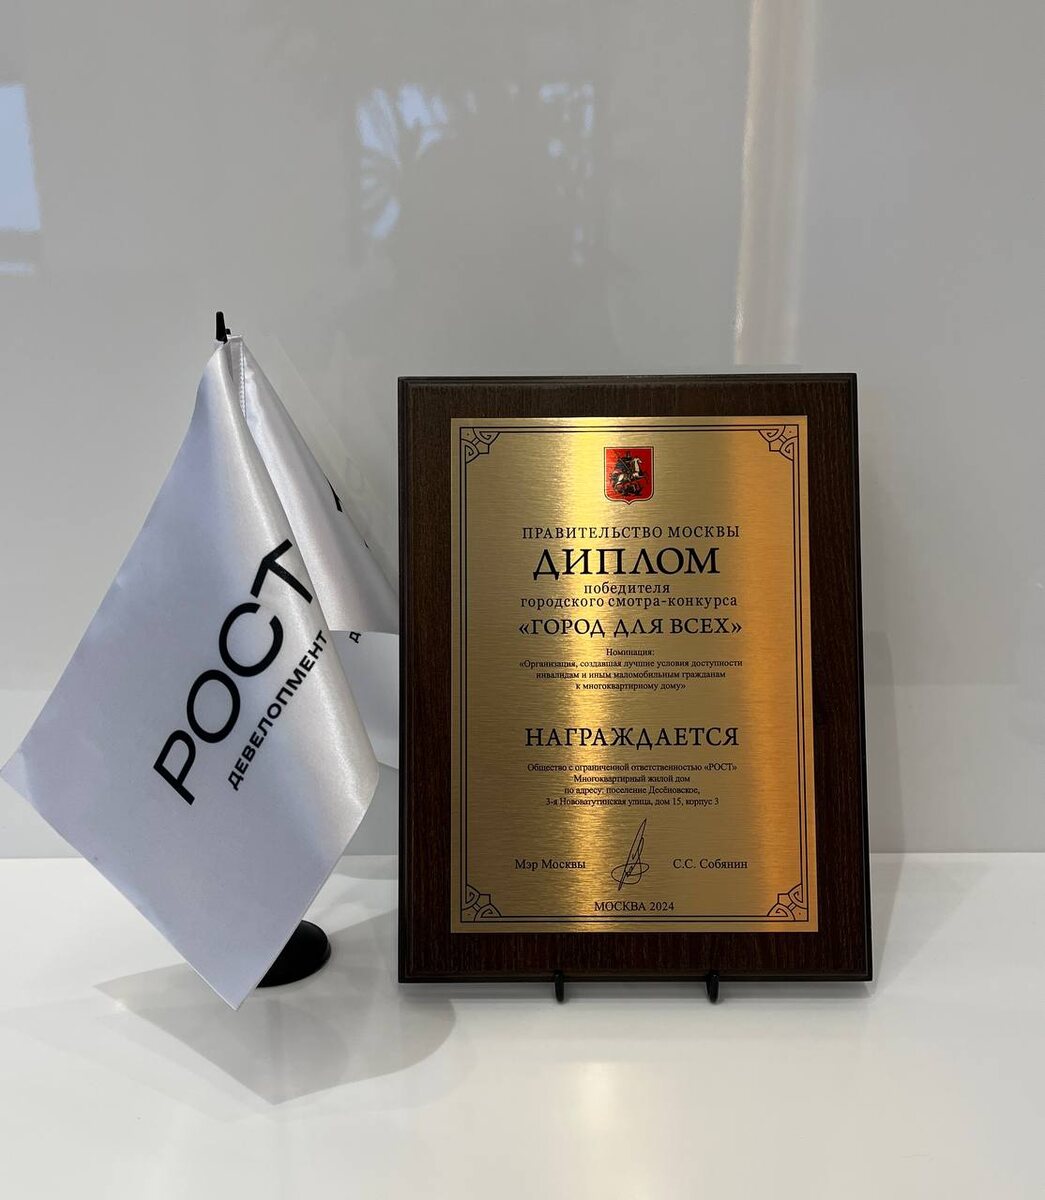 РОСТ
ДЕВЕЛОПМЕНТ
ПРАВИТЕЛЬСТВО МОСКВЫ
ДИПЛОМ
победителя
городского смотра-конкурса
«ГОРОД ДЛЯ ВСЕХ»
Номинация:
«Организация, создавшая лучшие условия доступности
инвалидам и иным маломобильным гражданам
к многоквартирному дому»
НАГРАЖДАЕТСЯ
Общество с ограниченной ответственностью «РОСТ»
Многоквартирный жилой дом
по адресу: поселение Десёновское,
3-я Нововатутинская улица, дом 15, корпус 3
Мэр Москвы С.С. Собянин
МОСКВА 2024